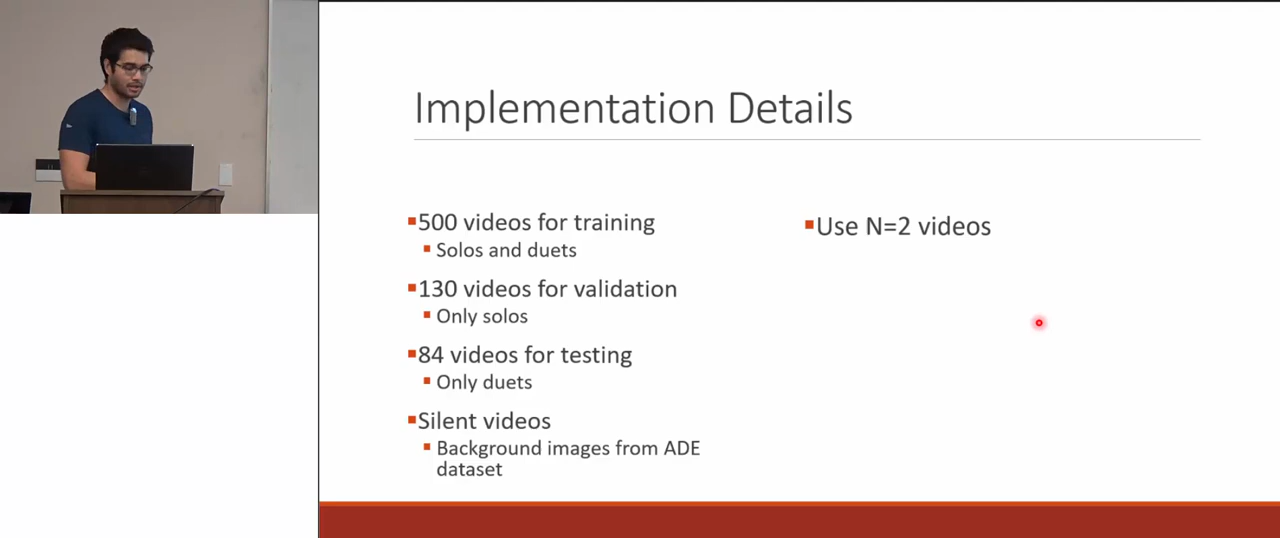 Implementation Details
▪500 videos for training
▪ Solos and duets
▪130 videos for validation
▪ Only solos
▪84 videos for testing
▪ Only duets
▪Silent videos
▪ Background images from ADE
dataset
▪Use N=2 videos